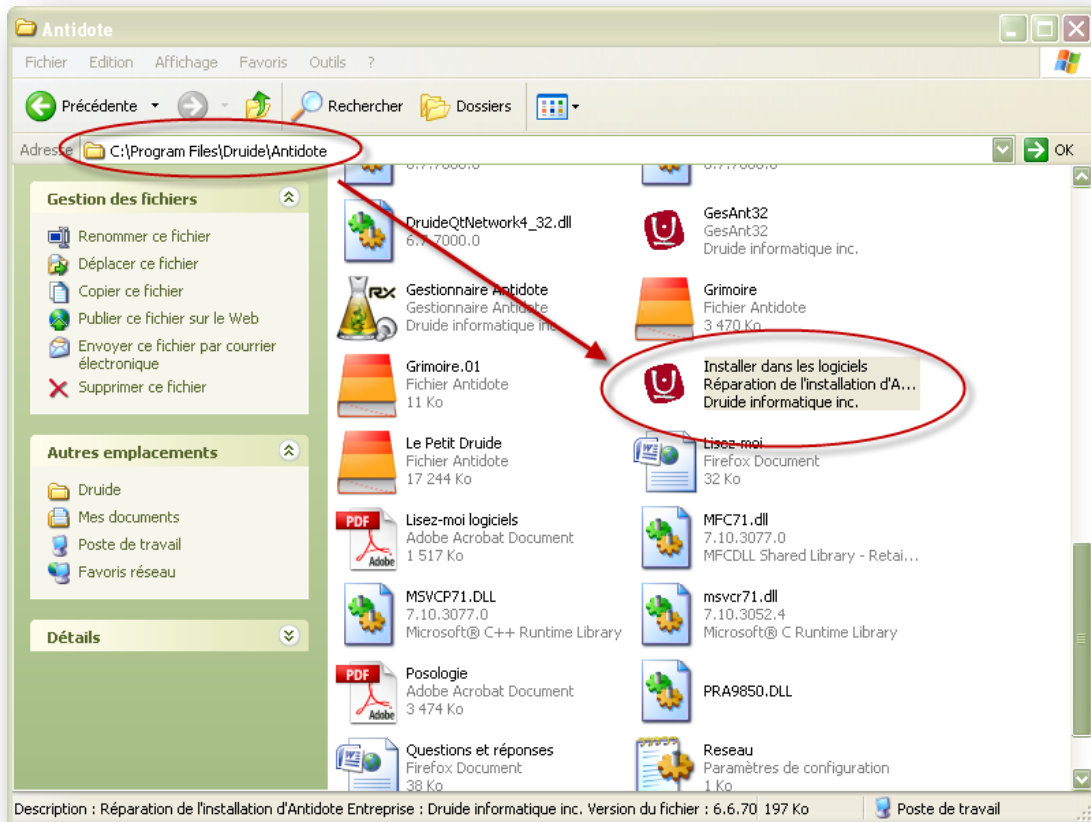 Antidote
Fichier Edition Affichage Favoris Outils ?
Précédente Rechercher Dossiers
Adresse C:\Program Files\Druide\Antidote OK
Gestion des fichiers
Renommer ce fichier
Déplacer ce fichier
Copier ce fichier
Publier ce fichier sur le Web
Envoyer ce fichier par courrier
électronique
Supprimer ce fichier
Autres emplacements
Druide
Mes documents
Poste de travail
Favoris réseau
Détails
DruideQtNetwork4_32.dll
6.7.7000.0
GesAnt32
GesAnt32
Druide informatique inc.
Gestionnaire Antidote
Gestionnaire Antidote
Druide informatique inc.
Grimoire
Fichier Antidote
3 470 Ko
Grimoire.01
Fichier Antidote
11 Ko
Installer dans les logiciels
Réparation de l'installation d'A...
Druide informatique inc.
Le Petit Druide
Fichier Antidote
17 244 Ko
Lisez-moi
Firefox Document
32 Ko
PDF
Adobe
Lisez-moi logiciels
Adobe Acrobat Document
1 517 Ko
MFC71.dll
7.10.3077.0
MFCDLL Shared Library - Retai...
MSVCP71.DLL
7.10.3077.0
Microsoft® C++ Runtime Library
msvcr71.dll
7.10.3052.4
Microsoft® C Runtime Library
PDF
Adobe
Posologie
Adobe Acrobat Document
3 474 Ko
PRA9850.DLL
Questions et réponses
Firefox Document
38 Ko
Reseau
Paramètres de configuration
1 Ko
Description : Réparation de l'installation d'Antidote Entreprise : Druide informatique inc. Version du fichier : 6.6.70 197 Ko Poste de travail